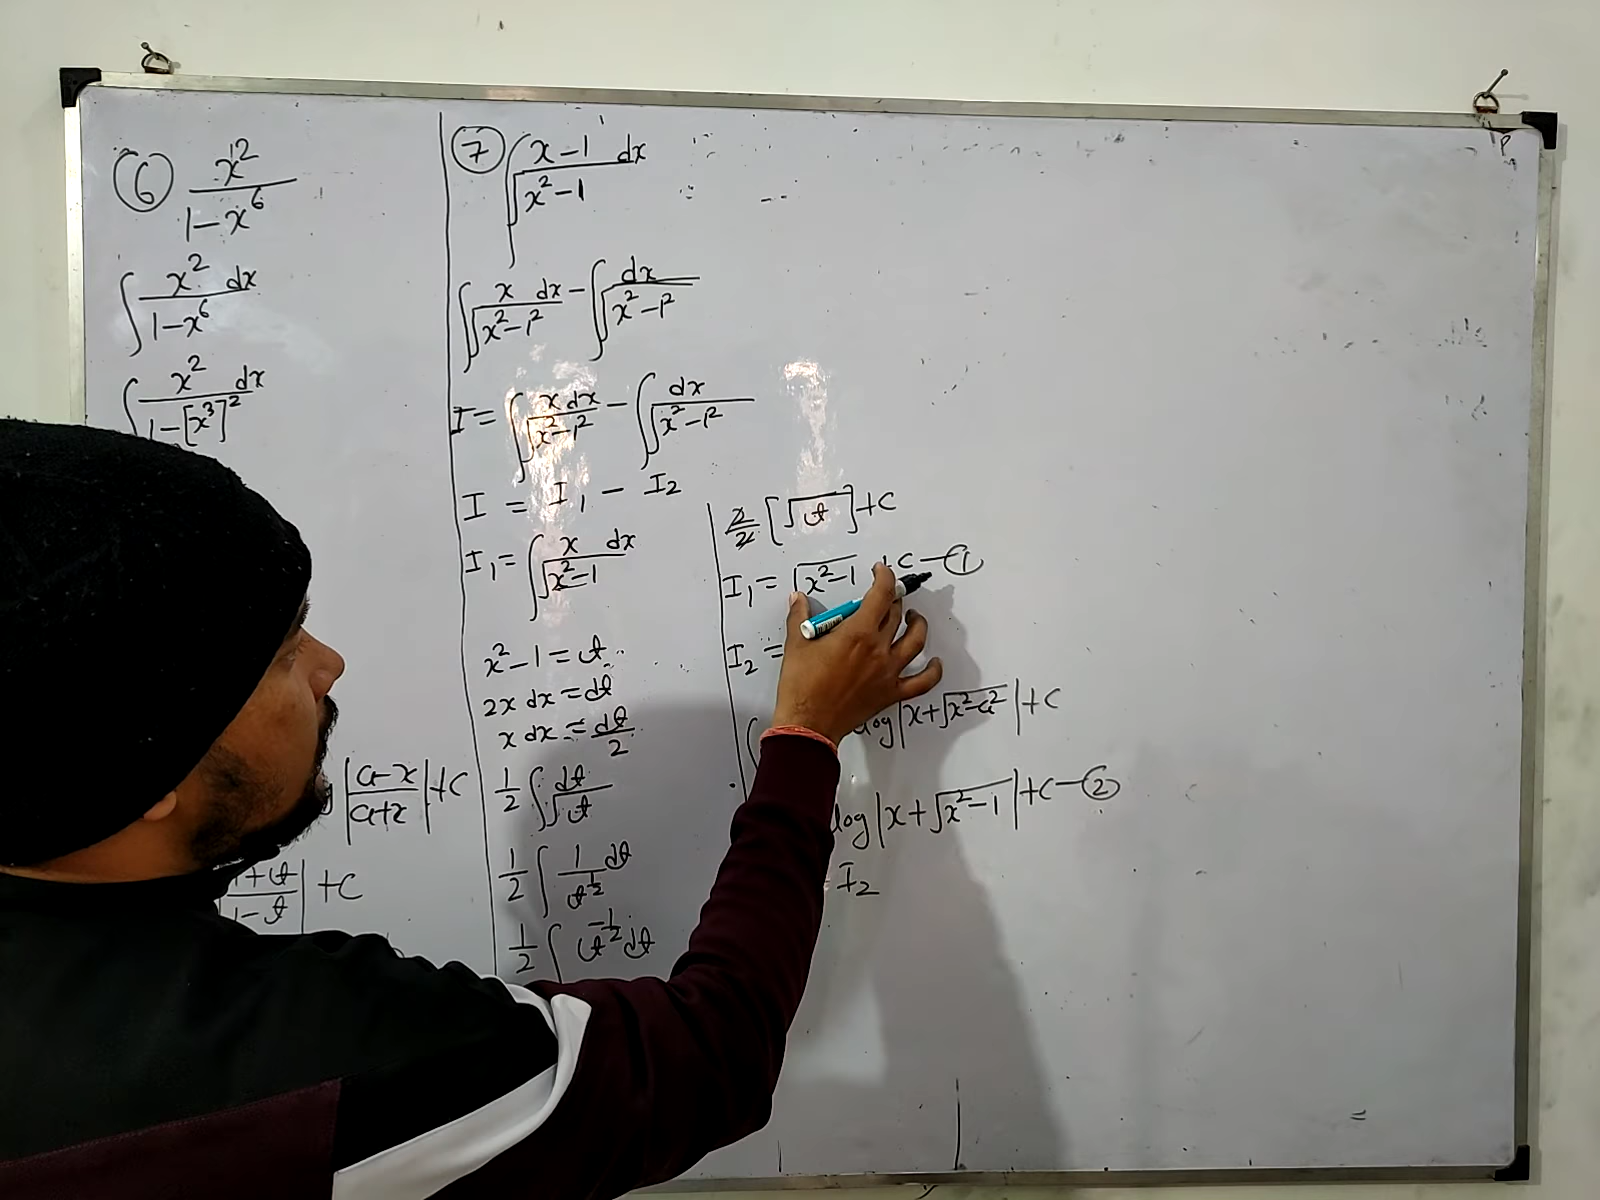 ⑥ x²/(1-x⁶)
∫ x² dx/(1-x⁶)
∫ x² dx/(1-[x³]²)
|(a-x)/(a+x)|+C
(1+t)/(1-t)| +C
⑦ ∫ (x-1 dx)/√(x²-1)
∫ (x dx)/√(x²-1²) - ∫ dx/√(x²-1²)
I = ∫ (x dx)/√(x²-1²) - ∫ dx/√(x²-1²)
I = I₁ - I₂
I₁ = ∫ (x dx)/√(x²-1)
x²-1 = t
2x dx = dt
x dx = dt/2
1/2 ∫ dt/√t
1/2 ∫ 1/t^(1/2) dt
1/2 ∫ t^(-1/2) dt
2/2 [√t]+C
I₁ = √(x²-1) +C — ①
I₂ =
log|x+√(x²-a²)|+C
log|x+√(x²-1)|+C — ②
- I₂